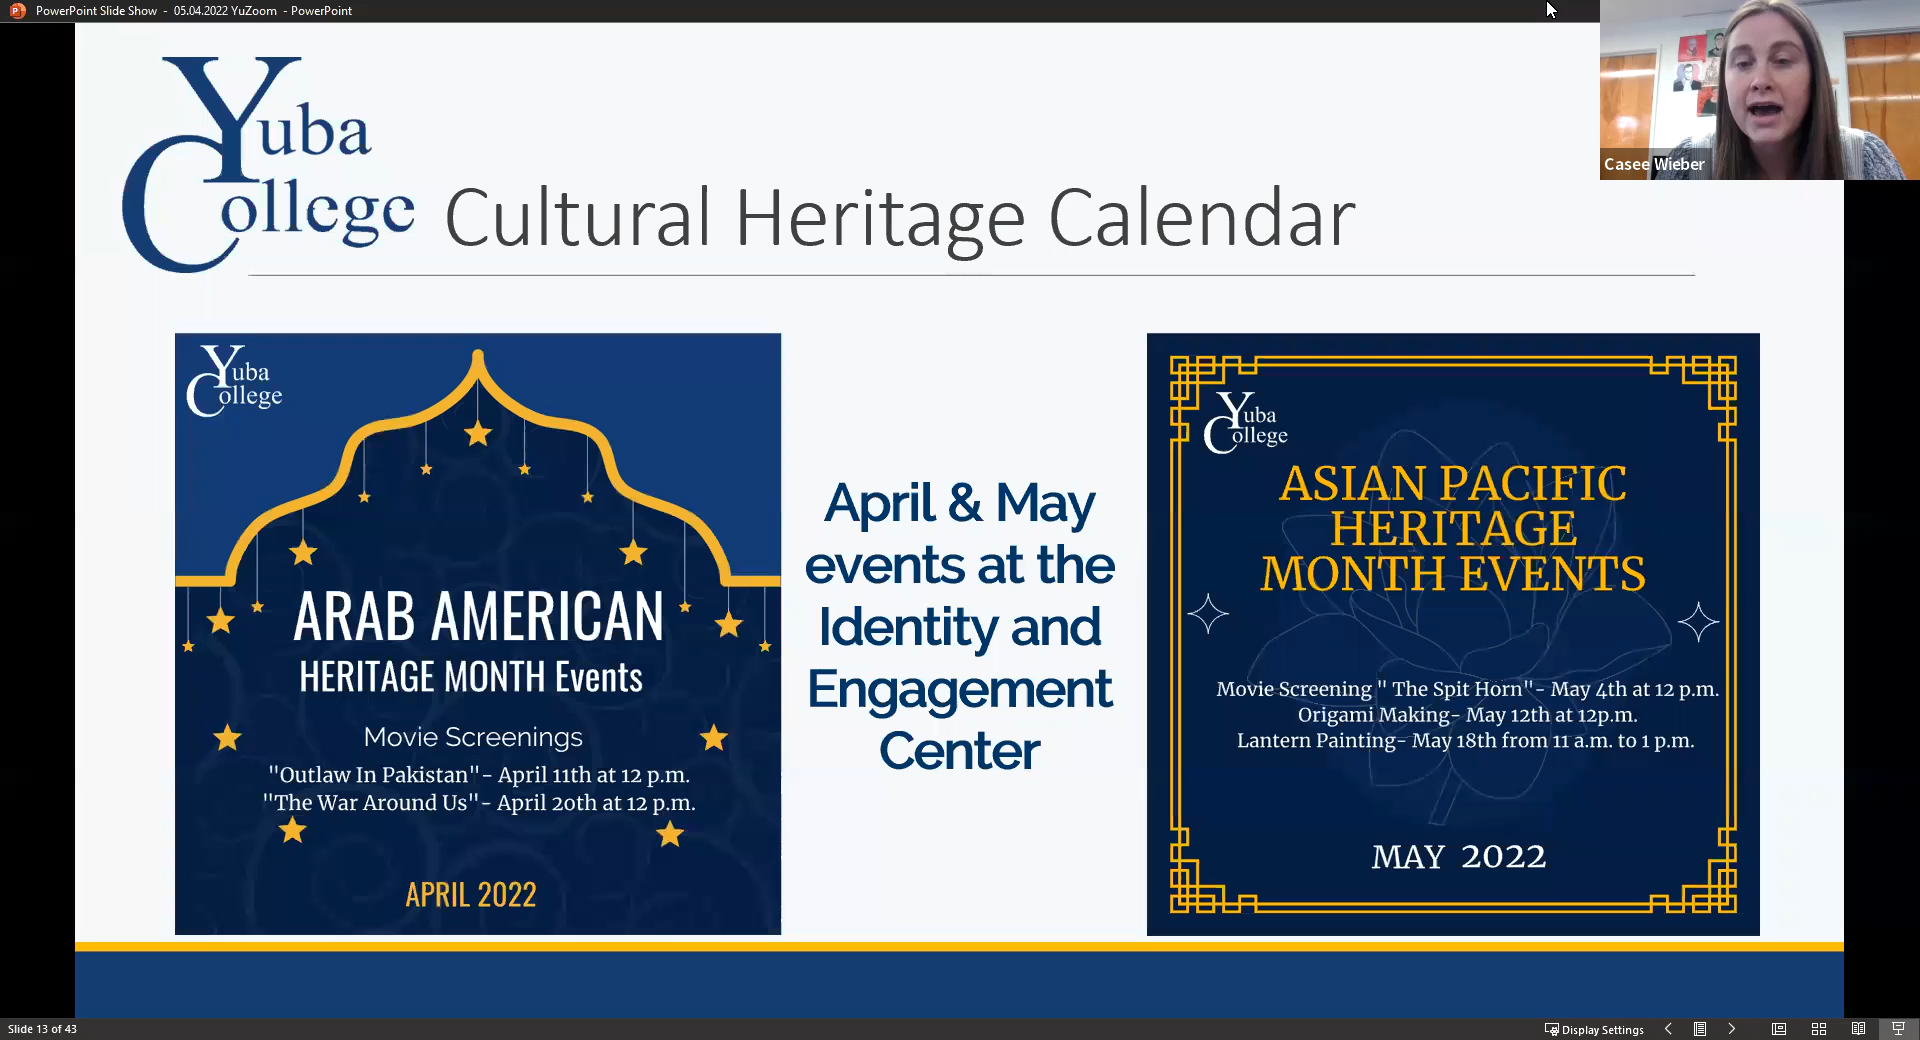 PowerPoint Slide Show - 05.04.2022 YuZoom - PowerPoint
Casee Wieber
Yuba
College
Cultural Heritage Calendar
Yuba
College
ARAB AMERICAN
HERITAGE MONTH Events
Movie Screenings
"Outlaw In Pakistan"- April 11th at 12 p.m.
"The War Around Us"- April 20th at 12 p.m.
APRIL 2022
April & May
events at the
Identity and
Engagement
Center
Yuba
College
ASIAN PACIFIC
HERITAGE
MONTH EVENTS
Movie Screening " The Spit Horn"- May 4th at 12 p.m.
Origami Making- May 12th at 12p.m.
Lantern Painting- May 18th from 11 a.m. to 1 p.m.
MAY 2022
Slide 13 of 43
Display Settings